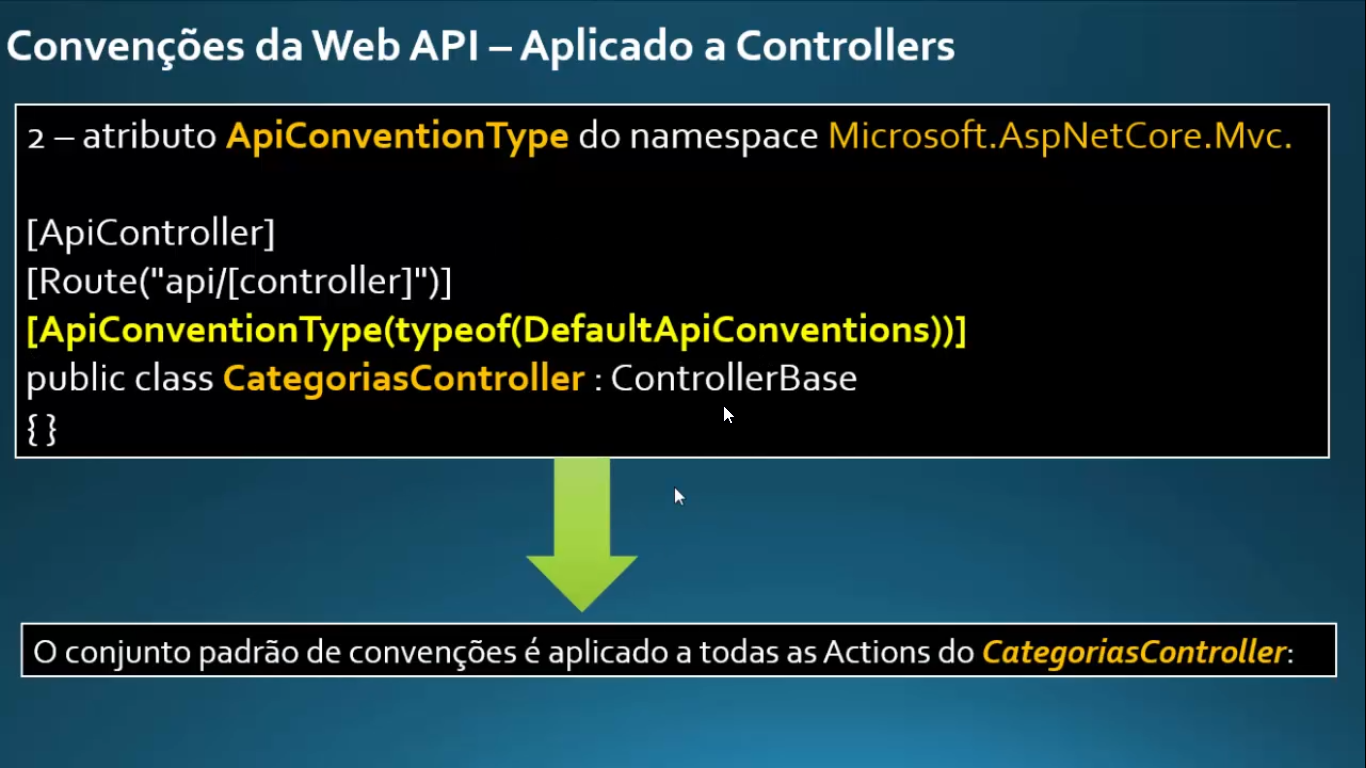 Convenções da Web API – Aplicado a Controllers
2 – atributo ApiConventionType do namespace Microsoft.AspNetCore.Mvc.
[ApiController]
[Route("api/[controller]")]
[ApiConventionType(typeof(DefaultApiConventions))]
public class CategoriasController : ControllerBase
{ }
O conjunto padrão de convenções é aplicado a todas as Actions do CategoriasController: